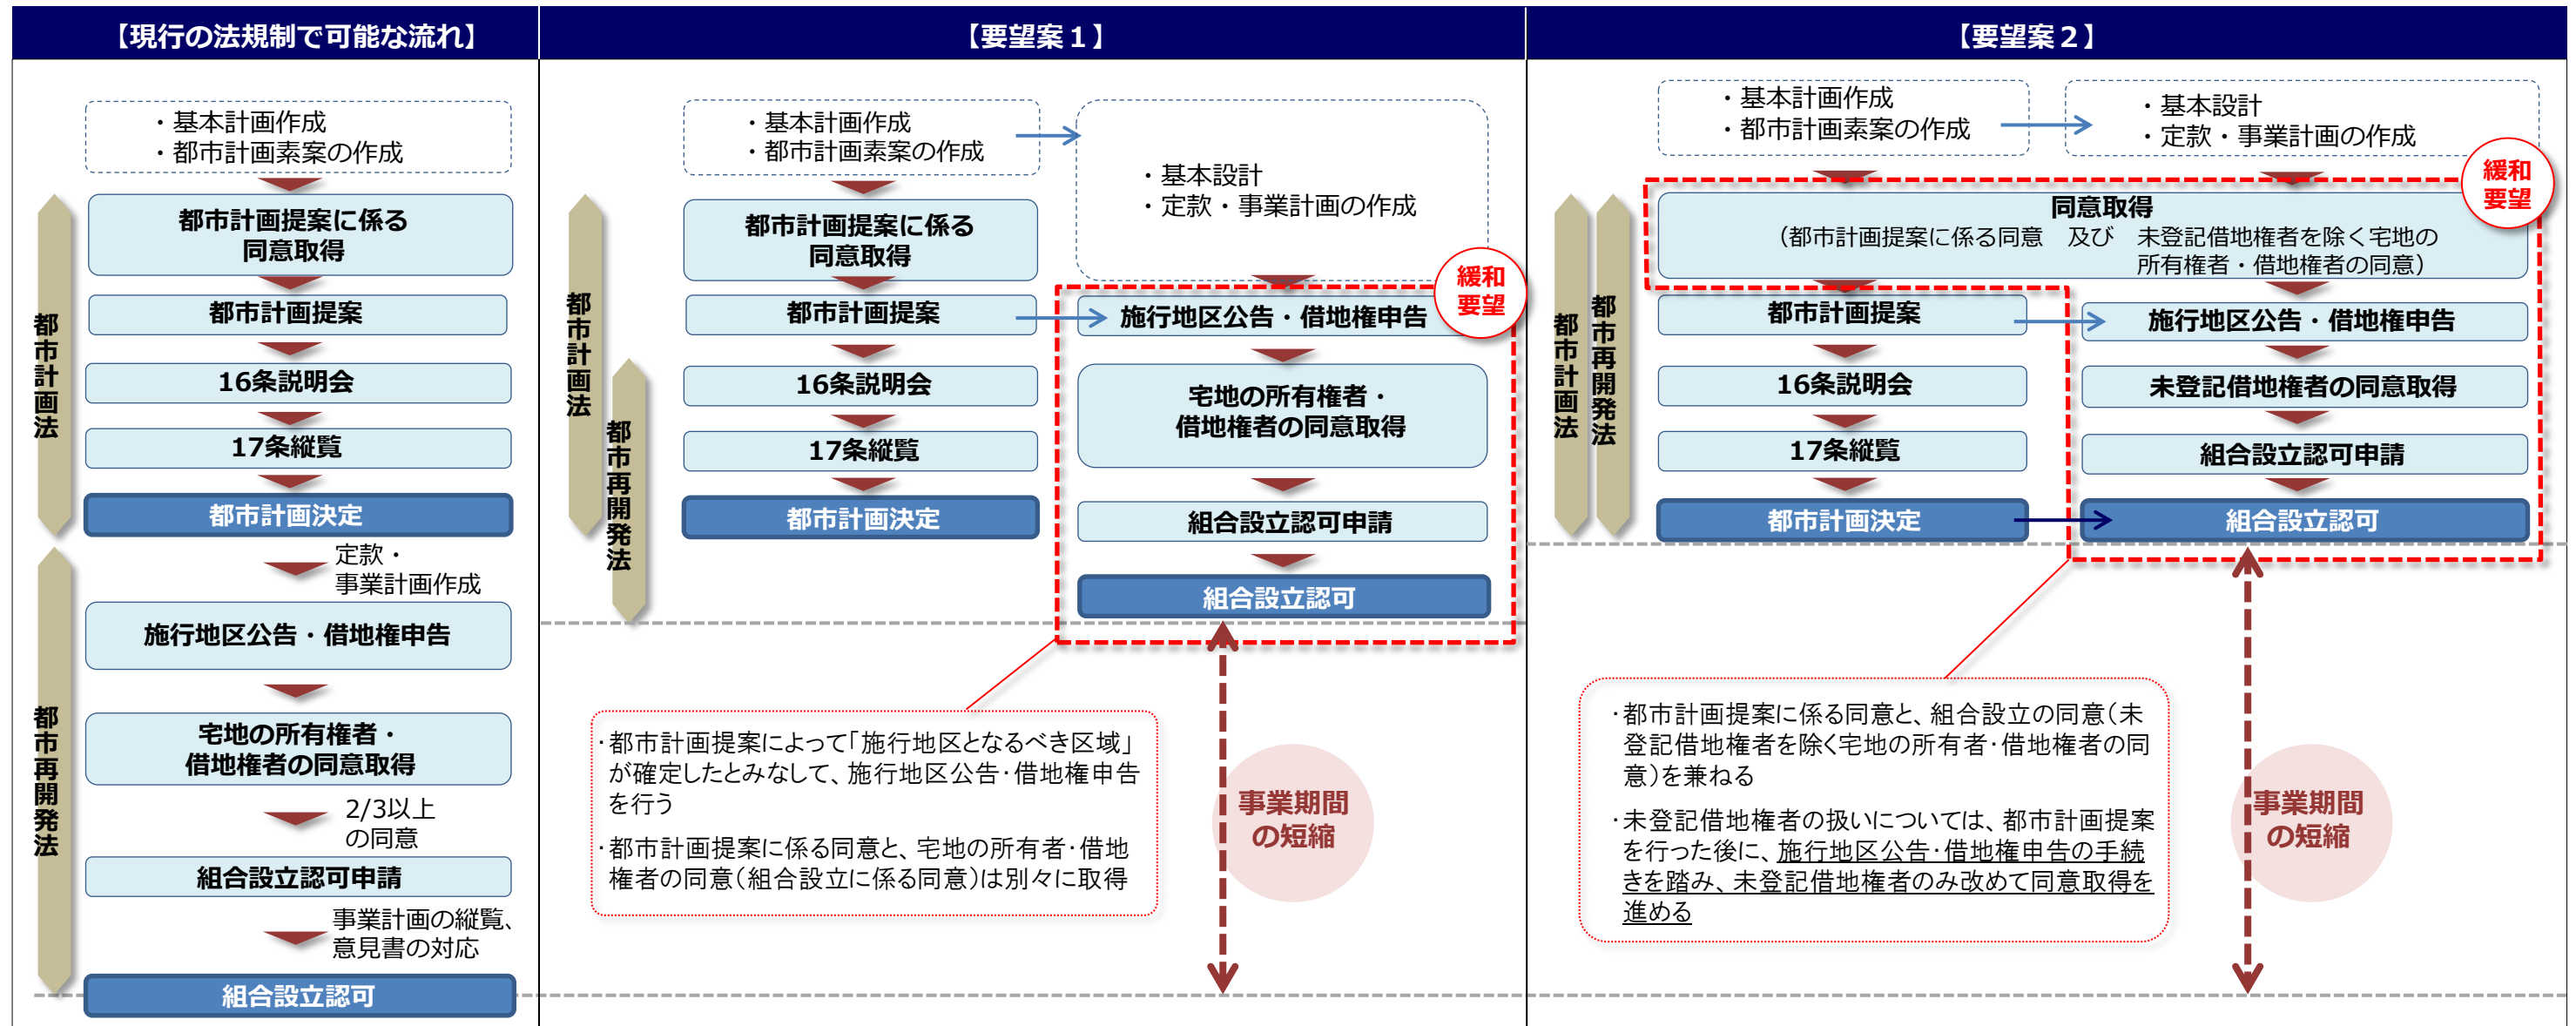 【現行の法規制で可能な流れ】
・基本計画作成
・都市計画素案の作成
都市計画法
都市計画提案に係る
同意取得
都市計画提案
16条説明会
17条縦覧
都市計画決定
定款・
事業計画作成
都市再開発法
施行地区公告・借地権申告
宅地の所有権者・
借地権者の同意取得
2/3以上
の同意
組合設立認可申請
事業計画の縦覧、
意見書の対応
組合設立認可
【要望案１】
・基本計画作成
・都市計画素案の作成
都市計画法
都市計画提案に係る
同意取得
都市計画提案
16条説明会
17条縦覧
都市計画決定
都市再開発法
・基本設計
・定款・事業計画の作成
緩和
要望
施行地区公告・借地権申告
宅地の所有権者・
借地権者の同意取得
組合設立認可申請
組合設立認可
・都市計画提案によって「施行地区となるべき区域」
が確定したとみなして、施行地区公告・借地権申告
を行う
・都市計画提案に係る同意と、宅地の所有者・借地
権者の同意（組合設立に係る同意）は別々に取得
事業期間
の短縮
【要望案２】
・基本計画作成
・都市計画素案の作成
・基本設計
・定款・事業計画の作成
緩和
要望
都市計画法
都市再開発法
同意取得
（都市計画提案に係る同意　及び　未登記借地権者を除く宅地の
所有権者・借地権者の同意）
都市計画提案
16条説明会
17条縦覧
都市計画決定
施行地区公告・借地権申告
未登記借地権者の同意取得
組合設立認可申請
組合設立認可
・都市計画提案に係る同意と、組合設立の同意（未
登記借地権者を除く宅地の所有者・借地権者の同
意）を兼ねる
・未登記借地権者の扱いについては、都市計画提案
を行った後に、施行地区公告・借地権申告の手続
きを踏み、未登記借地権者のみ改めて同意取得を
進める
事業期間
の短縮